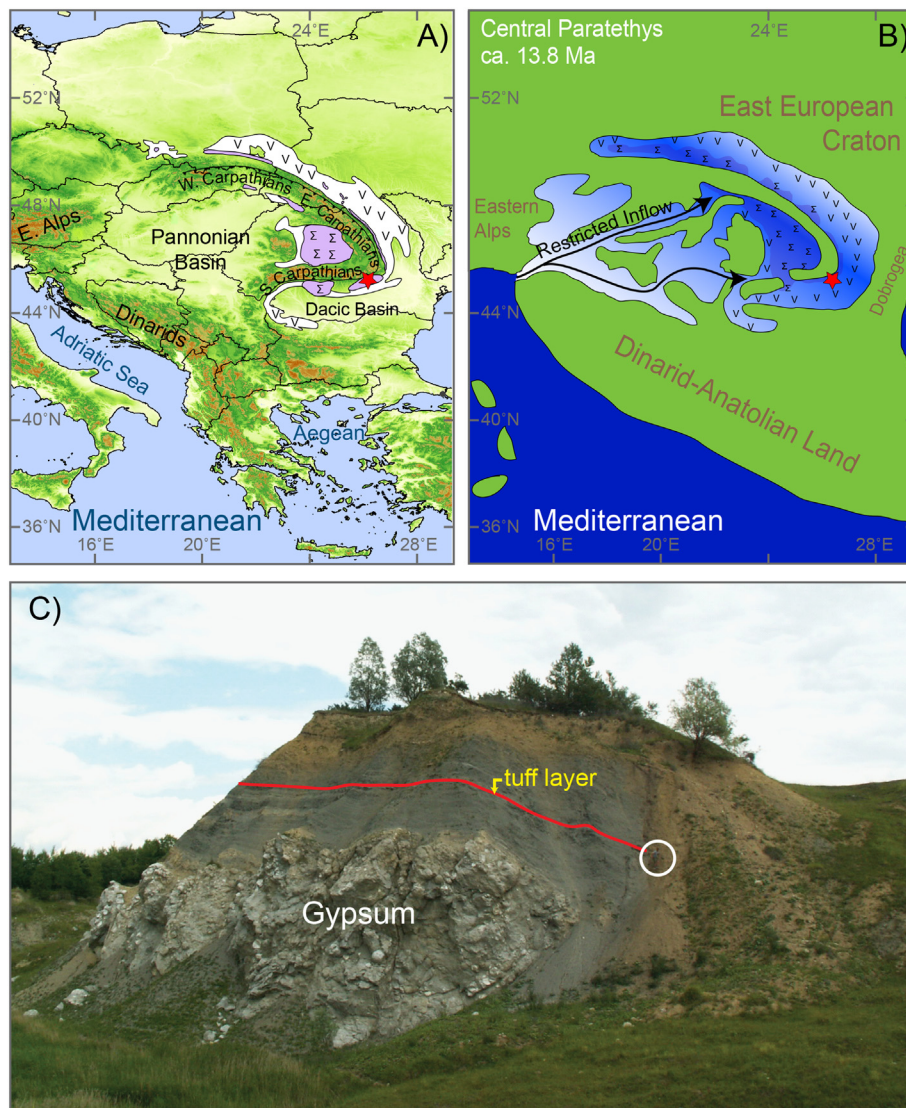 24°E
A)
52°N
V V V V
W. Carpathians
48°N
E. Carpathians
E. Alps
Pannonian
Basin
Σ Σ
Σ Σ
S. Carpathians
Σ
44°N
Dacic Basin
V V
Dinarids
Adriatic Sea
40°N
Aegean
36°N
Mediterranean
16°E
20°E
28°E
Central Paratethys
ca. 13.8 Ma
24°E
B)
52°N
East European
Craton
V V Σ Σ Σ V V
48°N
Eastern
Alps
Restricted Inflow
Σ Σ Σ
Dobrogea
44°N
V V V V
Dinarid-Anatolian Land
40°N
36°N
Mediterranean
16°E
20°E
24°E
28°E
C)
tuff layer
Gypsum